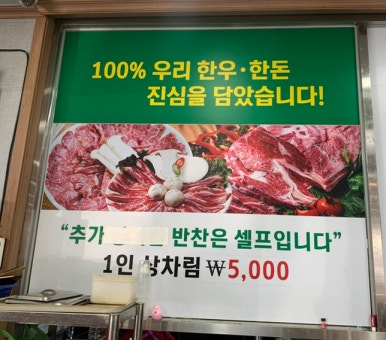 100% 우리 한우·한돈
진심을 담았습니다!
“추가 반찬은 셀프입니다”
1인 상차림 ₩5,000